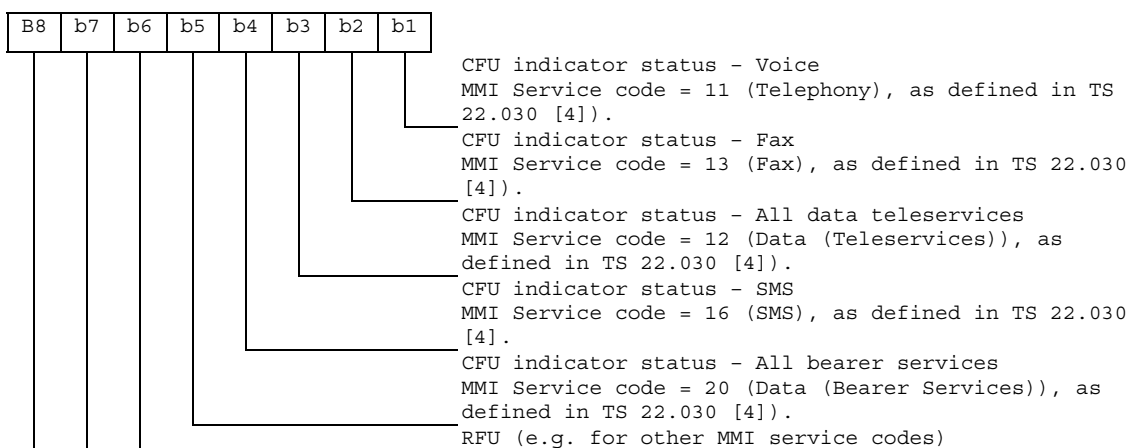 B8 b7 b6 b5 b4 b3 b2 b1
CFU indicator status – Voice
MMI Service code = 11 (Telephony), as defined in TS
22.030 [4]).
CFU indicator status – Fax
MMI Service code = 13 (Fax), as defined in TS 22.030
[4]).
CFU indicator status – All data teleservices
MMI Service code = 12 (Data (Teleservices)), as
defined in TS 22.030 [4]).
CFU indicator status – SMS
MMI Service code = 16 (SMS), as defined in TS 22.030
[4].
CFU indicator status – All bearer services
MMI Service code = 20 (Data (Bearer Services)), as
defined in TS 22.030 [4]).
RFU (e.g. for other MMI service codes)